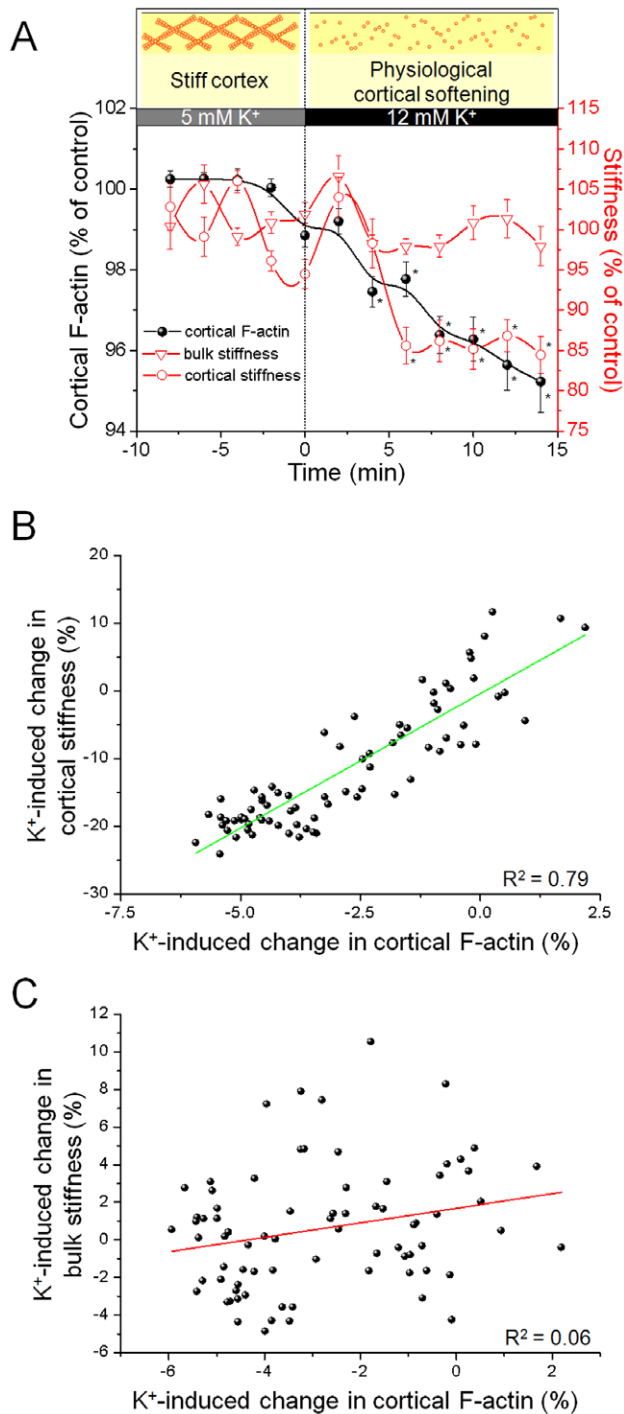 A
Stiff cortex
Physiological
cortical softening
5 mM K⁺
12 mM K⁺
Cortical F-actin (% of control)
102
100
98
96
94
cortical F-actin
bulk stiffness
cortical stiffness
* * * * * * * * * * *
115
110
105
100
95
90
85
80
75
Stiffness
(% of control)
-10 -5 0 5 10 15
Time (min)
B
K⁺-induced change in
cortical stiffness (%)
20
10
0
-10
-20
-30
R² = 0.79
-7.5 -5.0 -2.5 0.0 2.5
K⁺-induced change in cortical F-actin (%)
C
K⁺-induced change in
bulk stiffness (%)
12
10
8
6
4
2
0
-2
-4
-6
R² = 0.06
-6 -4 -2 0 2
K⁺-induced change in cortical F-actin (%)